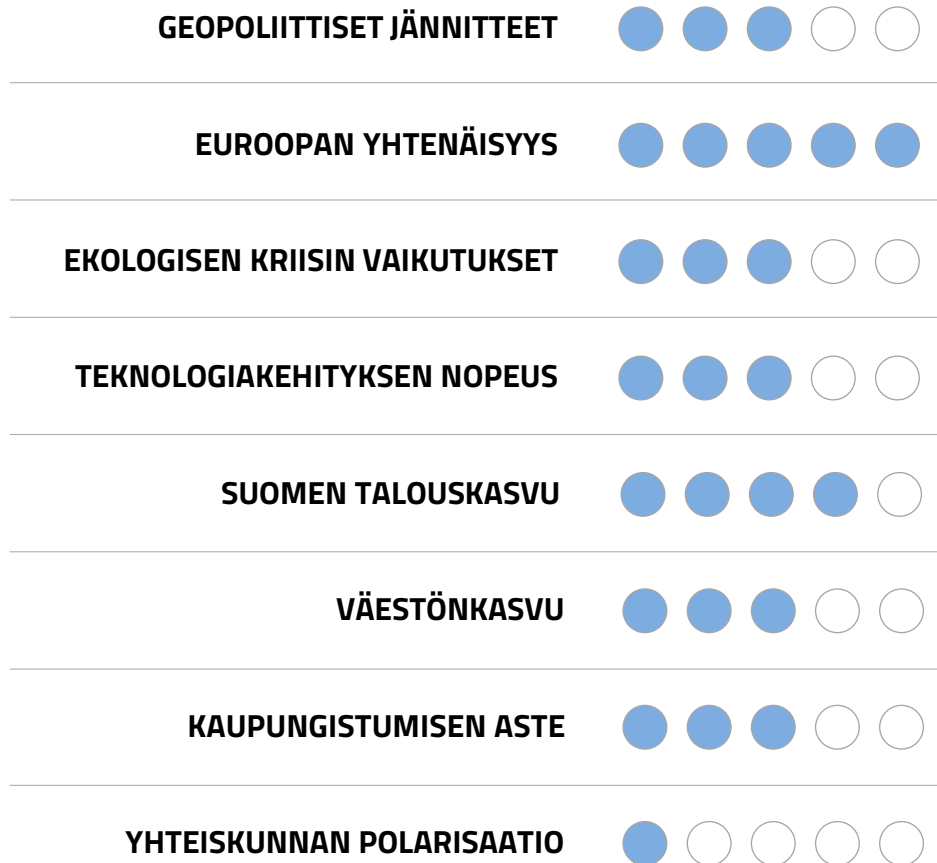 GEOPOLIITTISET JÄNNITTEET
EUROOPAN YHTENÄISYYS
EKOLOGISEN KRIISIN VAIKUTUKSET
TEKNOLOGIAKEHITYKSEN NOPEUS
SUOMEN TALOUSKASVU
VÄESTÖNKASVU
KAUPUNGISTUMISEN ASTE
YHTEISKUNNAN POLARISAATIO